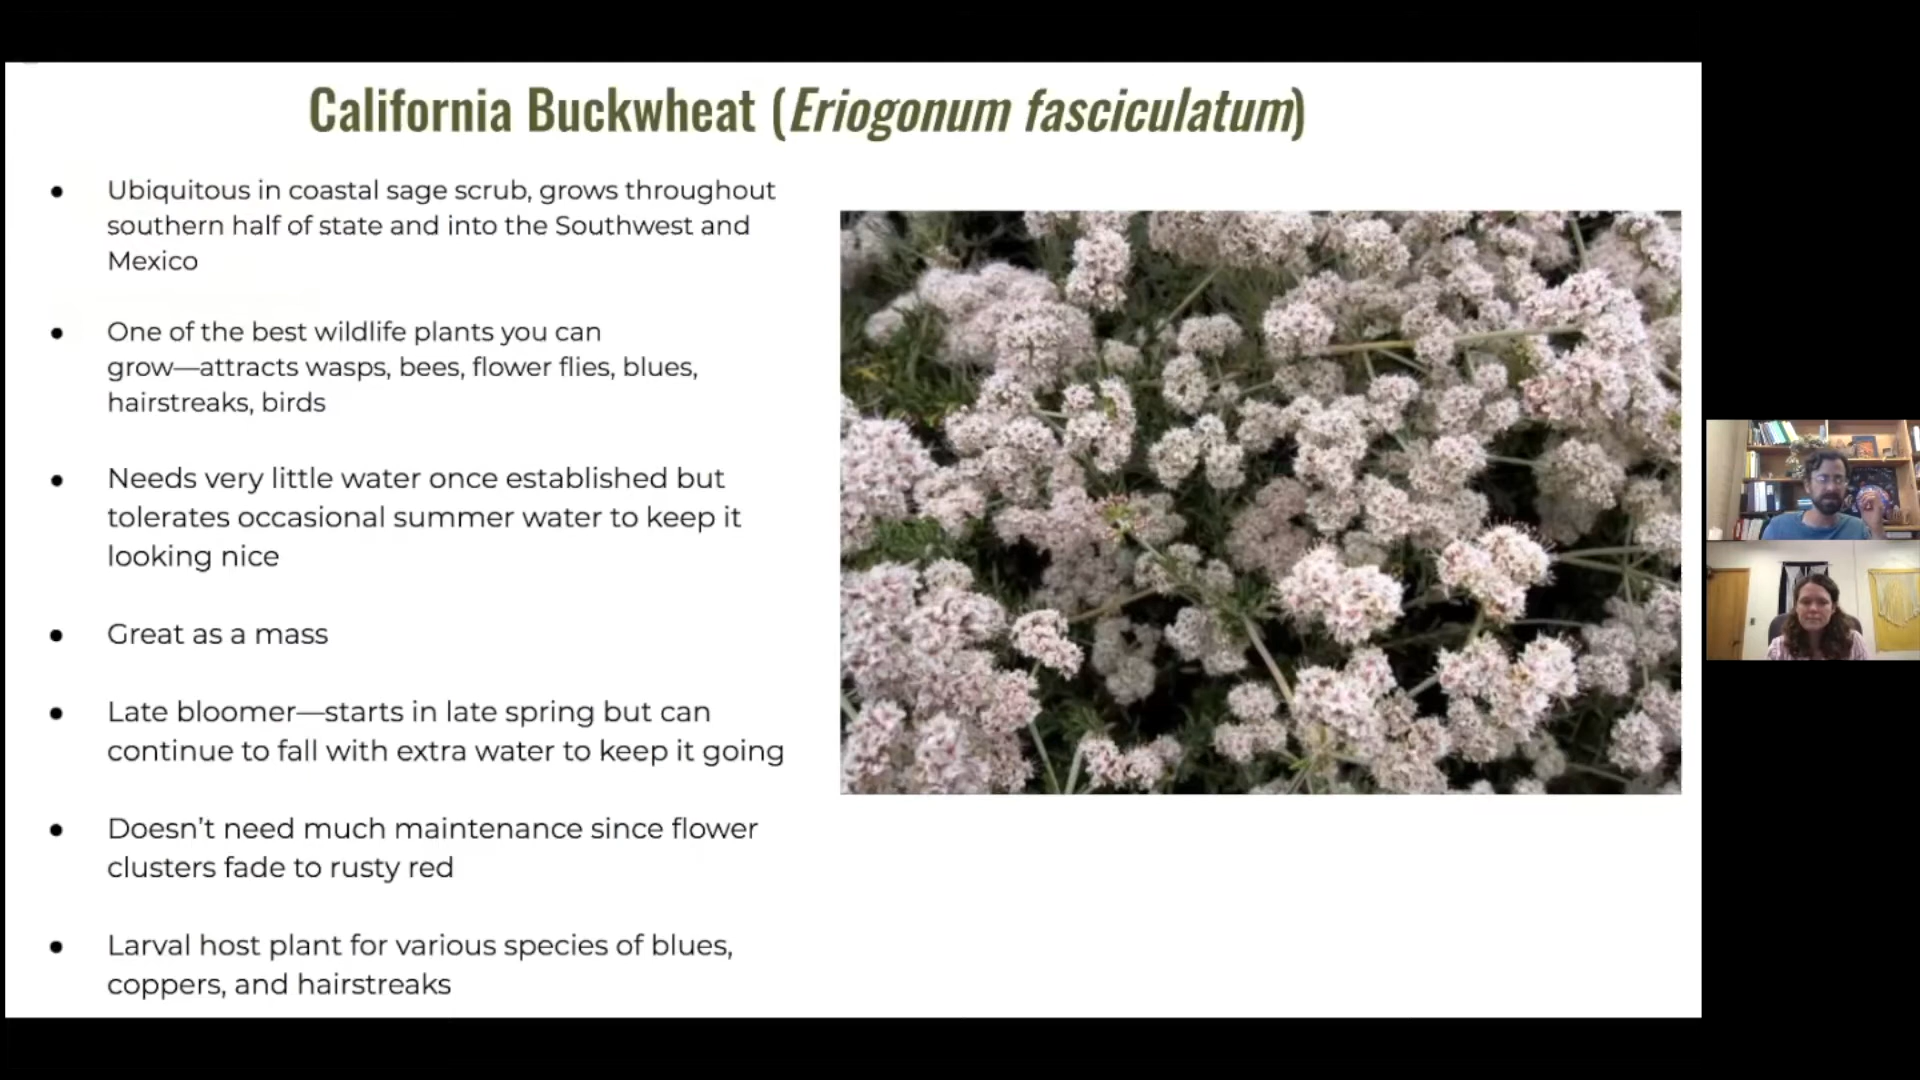 California Buckwheat (Eriogonum fasciculatum)
● Ubiquitous in coastal sage scrub, grows throughout
southern half of state and into the Southwest and
Mexico
● One of the best wildlife plants you can
grow—attracts wasps, bees, flower flies, blues,
hairstreaks, birds
● Needs very little water once established but
tolerates occasional summer water to keep it
looking nice
● Great as a mass
● Late bloomer—starts in late spring but can
continue to fall with extra water to keep it going
● Doesn’t need much maintenance since flower
clusters fade to rusty red
● Larval host plant for various species of blues,
coppers, and hairstreaks